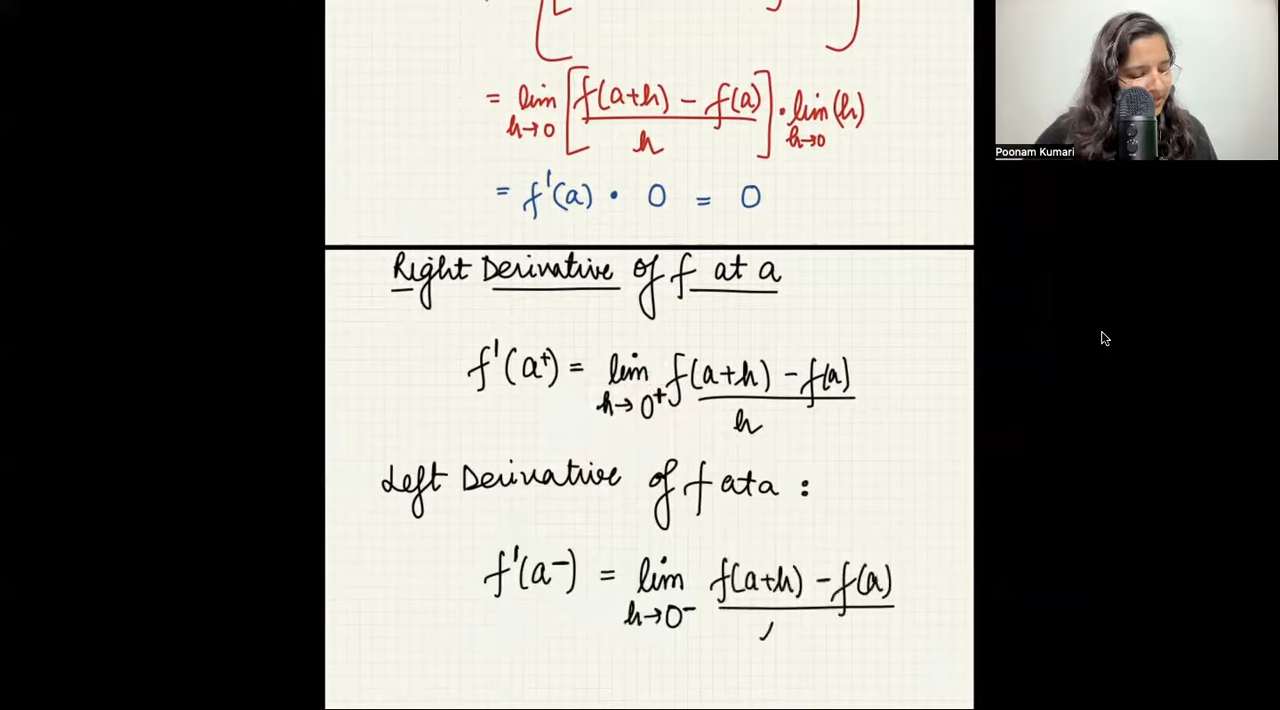 = lim h→0 [f(a+h) - f(a) / h] · lim h→0 (h)
= f'(a) · 0 = 0
Right Derivative of f at a
f'(a⁺) = lim h→0⁺ f(a+h) - f(a) / h
Left Derivative of f at a :
f'(a⁻) = lim h→0⁻ f(a+h) - f(a)
Poonam Kumari